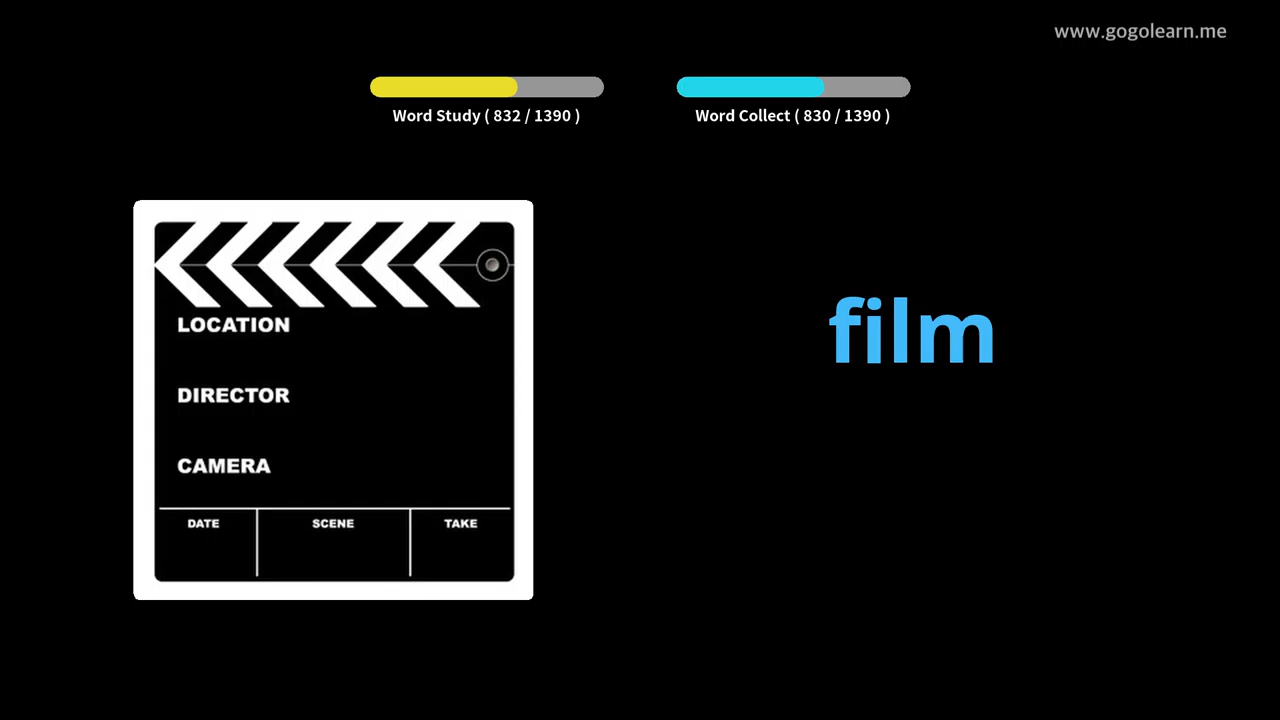 www.gogolearn.me
Word Study ( 832 / 1390 )
Word Collect ( 830 / 1390 )
LOCATION
DIRECTOR
CAMERA
DATE
SCENE
TAKE
film